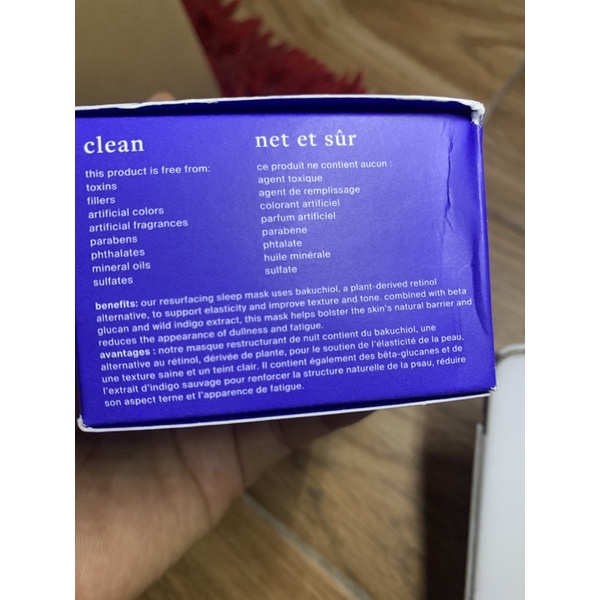 clean
this product is free from:
toxins
fillers
artificial colors
artificial fragrances
parabens
phthalates
mineral oils
sulfates
net et sûr
ce produit ne contient aucun :
agent toxique
agent de remplissage
colorant artificiel
parfum artificiel
parabène
phtalate
huile minérale
sulfate
benefits: our resurfacing sleep mask uses bakuchiol, a plant-derived retinol
alternative, to support elasticity and improve texture and tone. combined with beta
glucan and wild indigo extract, this mask helps bolster the skin's natural barrier and
reduces the appearance of dullness and fatigue.
avantages : notre masque restructurant de nuit contient du bakuchiol, une
alternative au rétinol, dérivée de plante, pour le soutien de l'élasticité de la peau,
une texture saine et un teint clair. Il contient également des bêta-glucanes et de
l'extrait d'indigo sauvage pour renforcer la structure naturelle de la peau, réduire
son aspect terne et l'apparence de fatigue.